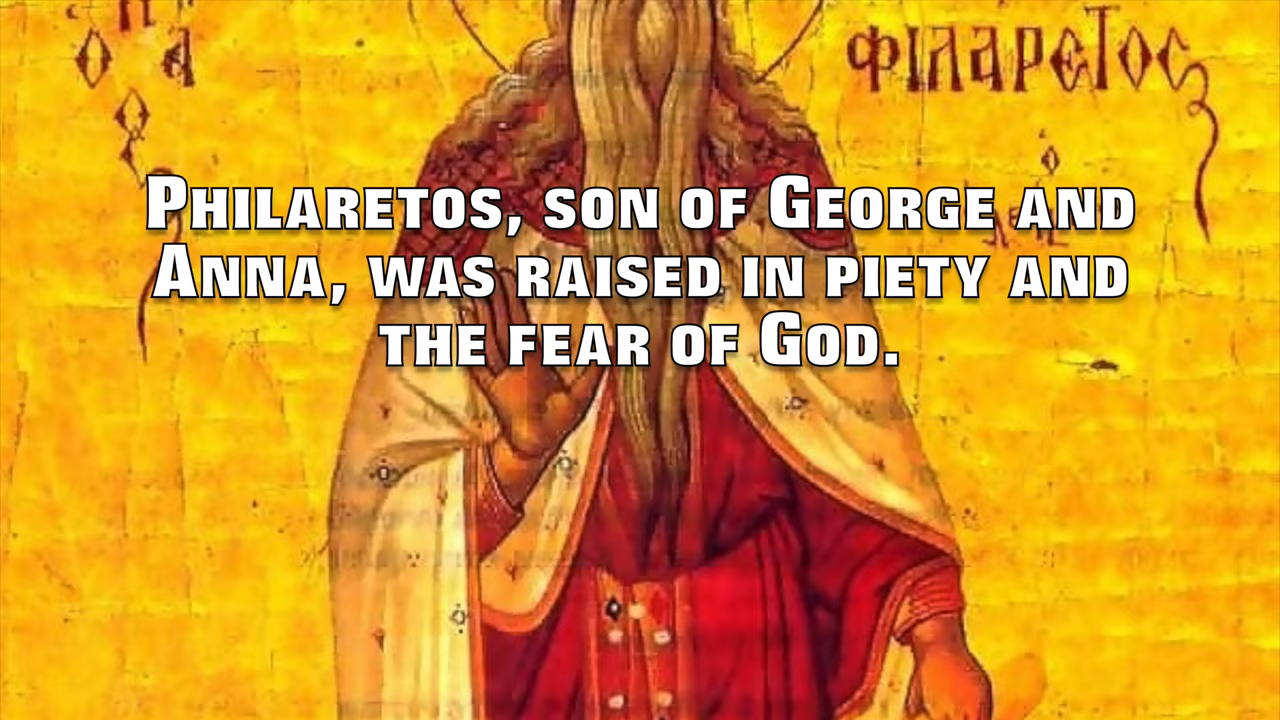 Ο Α
ΦΙΛΑΡΕΤΟς
Philaretos, son of George and
Anna, was raised in piety and
the fear of God.